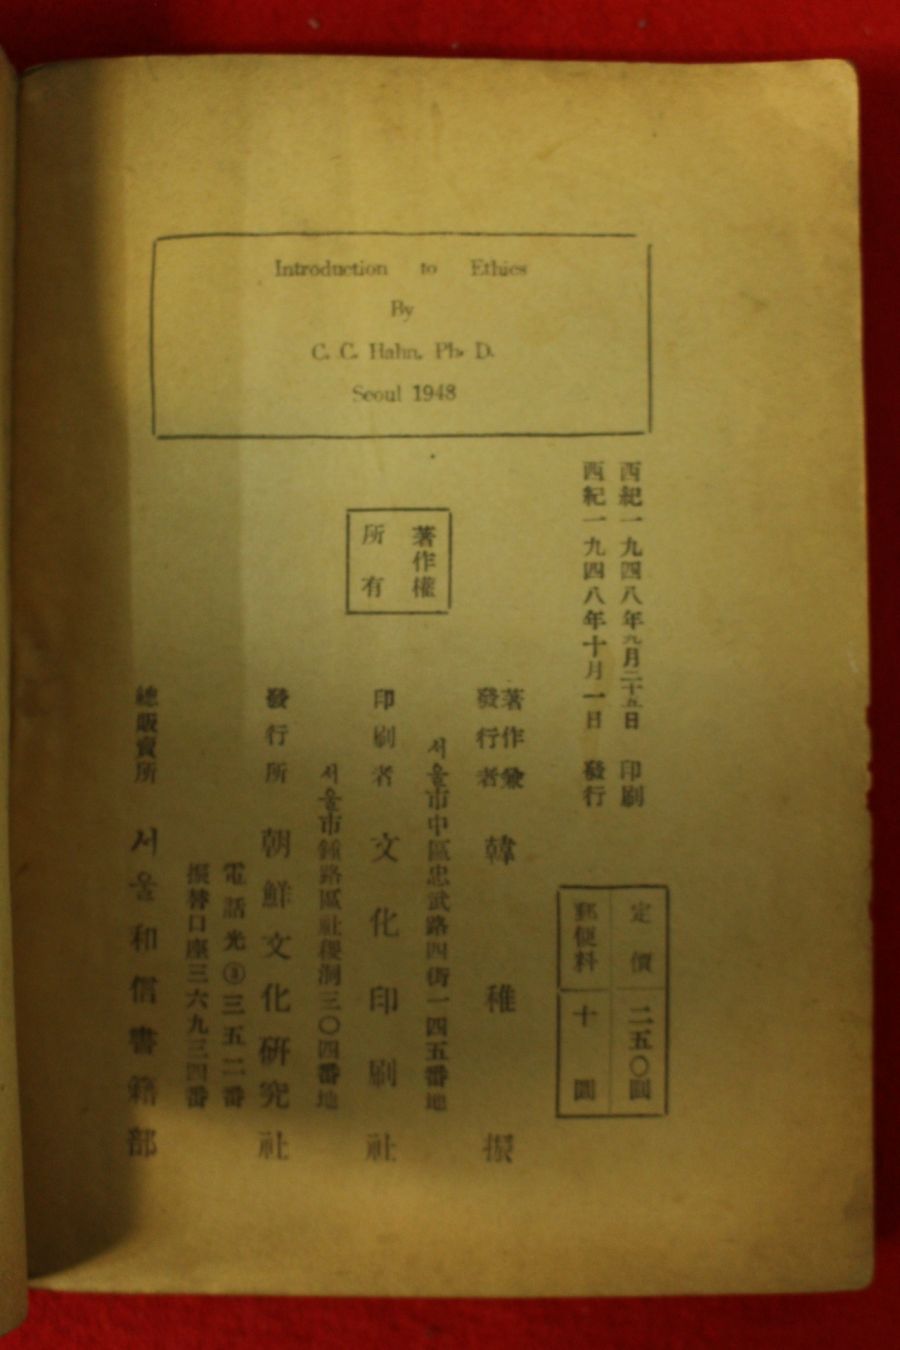 Introduction to Ethics
By
C. C. Hahn, Ph. D.
Seoul 1948
西紀一九四八年九月二十五日 印刷
西紀一九四八年十月一日 發行
著作權
所有
定價 二五〇圓
郵便料 十圓
著作兼
發行者 韓稚振
서울市中區忠武路四街一四五番地
印刷者 文化印刷社
서울市鍾路區社稷洞三〇四番地
發行所 朝鮮文化硏究社
電話光③三五二番
振替口座三六九三四番
總販賣所 서울和信書籍部